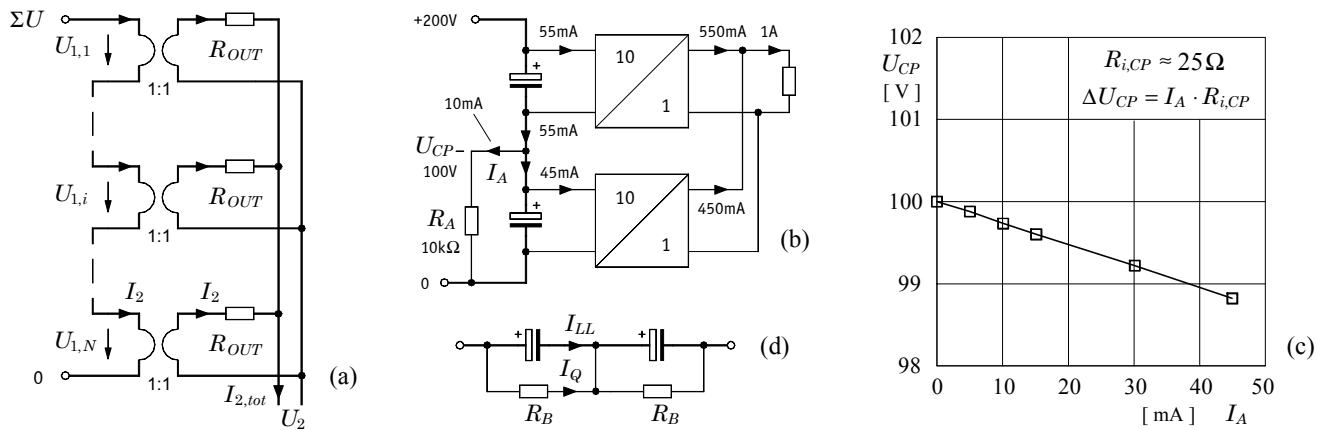 ΣU
U1,1
ROUT
1:1
U1,i
ROUT
1:1
I2 I2
U1,N
ROUT
0
1:1
I2,tot
U2
(a)
+200V
55mA
10
1
550mA
1A
+
10mA
55mA
UCP
100V
IA
45mA
10
1
450mA
+
RA
10kΩ
0
(b)
+ ILL +
(d)
IQ
RB RB
102
UCP
[ V ]
101
100
99
98
Ri,CP ≈ 25Ω
ΔUCP = IA · Ri,CP
(c)
0 10 20 30 40 50
[ mA ] IA